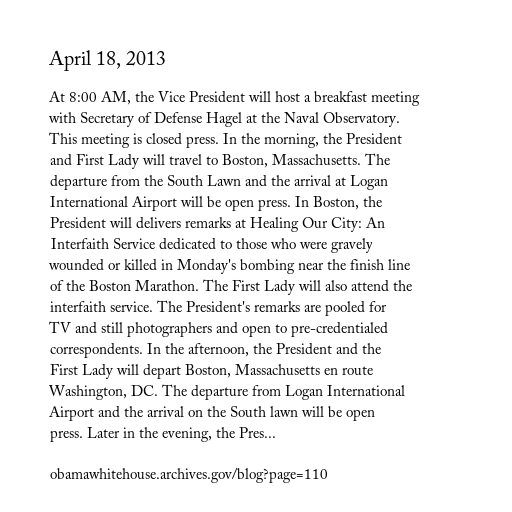 April 18, 2013
At 8:00 AM, the Vice President will host a breakfast meeting
with Secretary of Defense Hagel at the Naval Observatory.
This meeting is closed press. In the morning, the President
and First Lady will travel to Boston, Massachusetts. The
departure from the South Lawn and the arrival at Logan
International Airport will be open press. In Boston, the
President will delivers remarks at Healing Our City: An
Interfaith Service dedicated to those who were gravely
wounded or killed in Monday's bombing near the finish line
of the Boston Marathon. The First Lady will also attend the
interfaith service. The President's remarks are pooled for
TV and still photographers and open to pre-credentialed
correspondents. In the afternoon, the President and the
First Lady will depart Boston, Massachusetts en route
Washington, DC. The departure from Logan International
Airport and the arrival on the South lawn will be open
press. Later in the evening, the Pres...
obamawhitehouse.archives.gov/blog?page=110